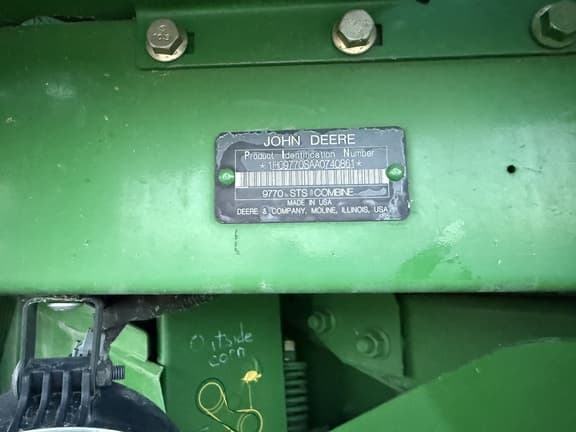 JOHN DEERE
Product Identification Number
*1H09770SAA0740861*
9770 STS COMBINE
MADE IN USA
DEERE & COMPANY, MOLINE, ILLINOIS, USA
Outside
corn